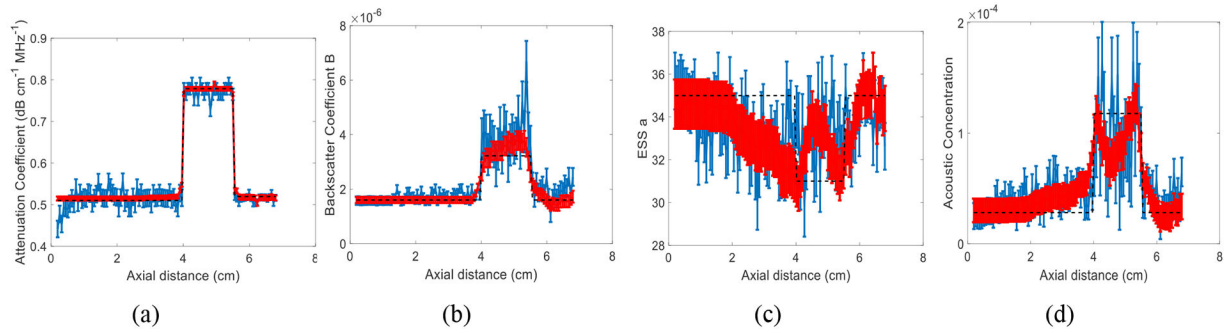 0.9
0.8
0.7
0.6
0.5
0.4
0 2 4 6 8
Attenuation Coefficient (dB cm⁻¹ MHz⁻¹)
Axial distance (cm)
(a)
×10⁻⁶
8
6
4
2
0
0 2 4 6 8
Backscatter Coefficient B
Axial distance (cm)
(b)
38
36
34
32
30
28
0 2 4 6 8
ESS a
Axial distance (cm)
(c)
2 ×10⁻⁴
1
0
0 2 4 6 8
Acoustic Concentration
Axial distance (cm)
(d)